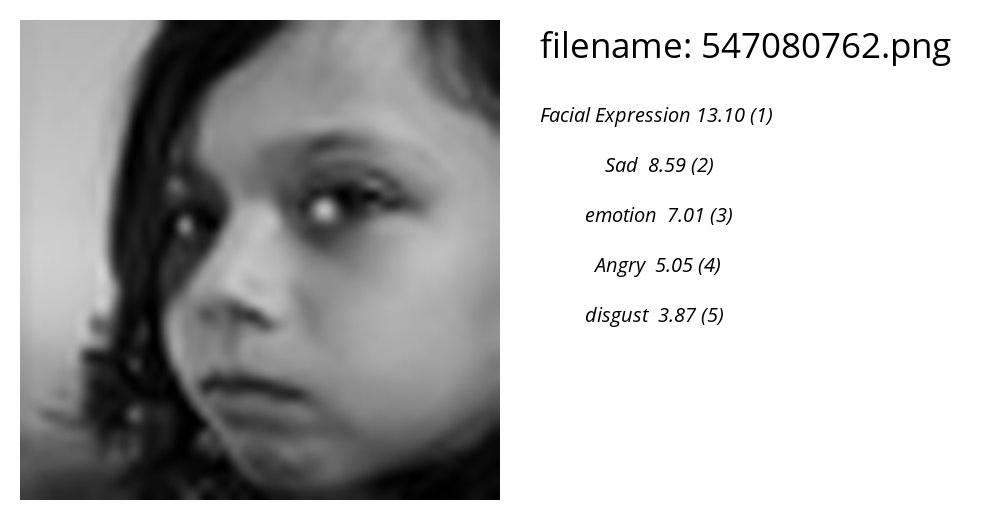 filename: 547080762.png
Facial Expression 13.10 (1)
Sad 8.59 (2)
emotion 7.01 (3)
Angry 5.05 (4)
disgust 3.87 (5)